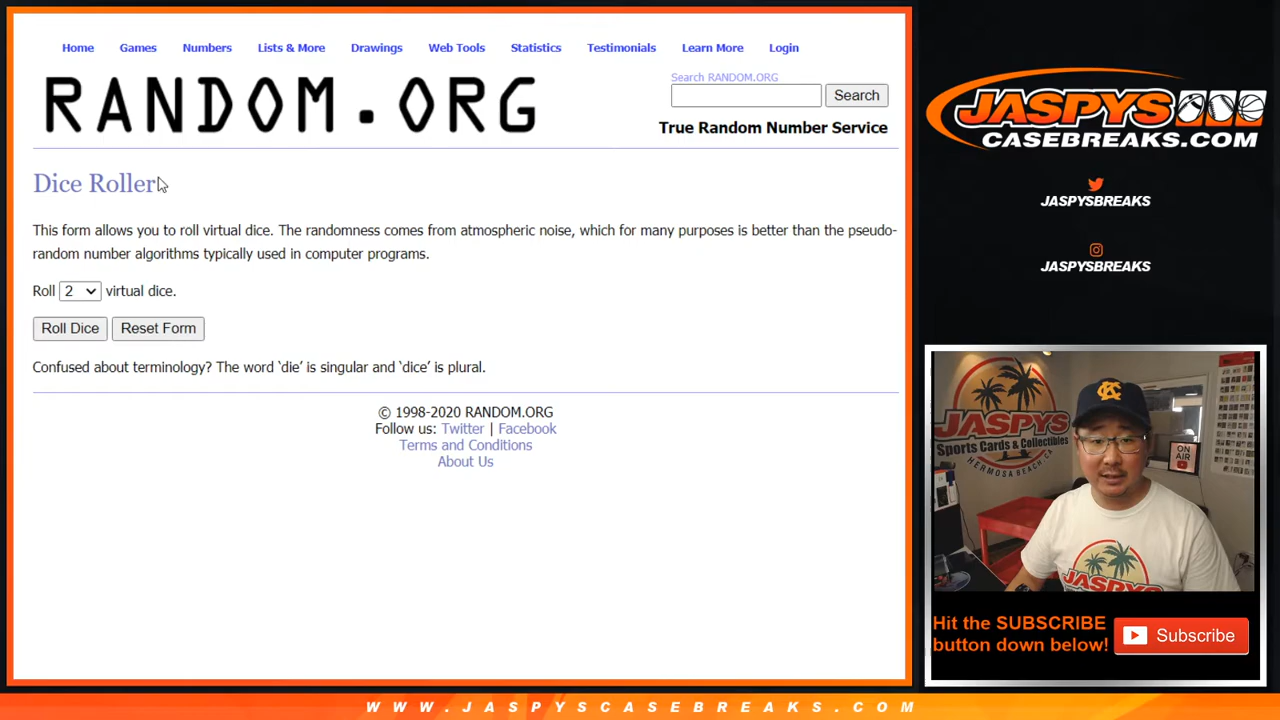 Home Games Numbers Lists & More Drawings Web Tools Statistics Testimonials Learn More Login
RANDOM.ORG
Search RANDOM.ORG
Search
True Random Number Service
Dice Roller
This form allows you to roll virtual dice. The randomness comes from atmospheric noise, which for many purposes is better than the pseudo-
random number algorithms typically used in computer programs.
Roll 2 virtual dice.
Roll Dice Reset Form
Confused about terminology? The word ‘die’ is singular and ‘dice’ is plural.
© 1998-2020 RANDOM.ORG
Follow us: Twitter | Facebook
Terms and Conditions
About Us
JASPYS
CASEBREAKS.COM
JASPYSBREAKS
JASPYSBREAKS
JASPYS
Sports Cards & Collectibles
HERMOSA BEACH, CA
KC
ON
AIR
Hit the SUBSCRIBE
button down below!
Subscribe
WWW.JASPYSCASEBREAKS.COM